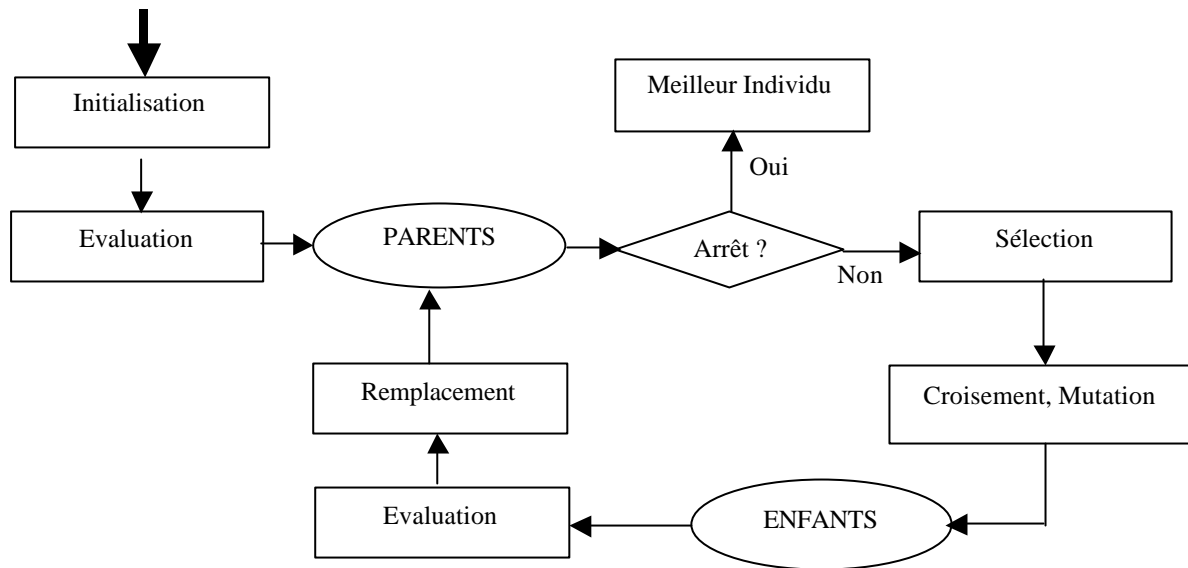 Initialisation
Meilleur Individu
Oui
Evaluation
PARENTS
Arrêt ?
Non
Sélection
Remplacement
Croisement, Mutation
Evaluation
ENFANTS